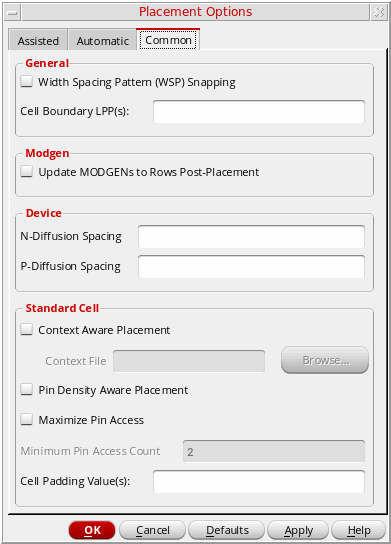 Placement Options
Assisted Automatic Common
General
Width Spacing Pattern (WSP) Snapping
Cell Boundary LPP(s):
Modgen
Update MODGENs to Rows Post-Placement
Device
N-Diffusion Spacing
P-Diffusion Spacing
Standard Cell
Context Aware Placement
Context File Browse...
Pin Density Aware Placement
Maximize Pin Access
Minimum Pin Access Count 2
Cell Padding Value(s):
OK Cancel Defaults Apply Help